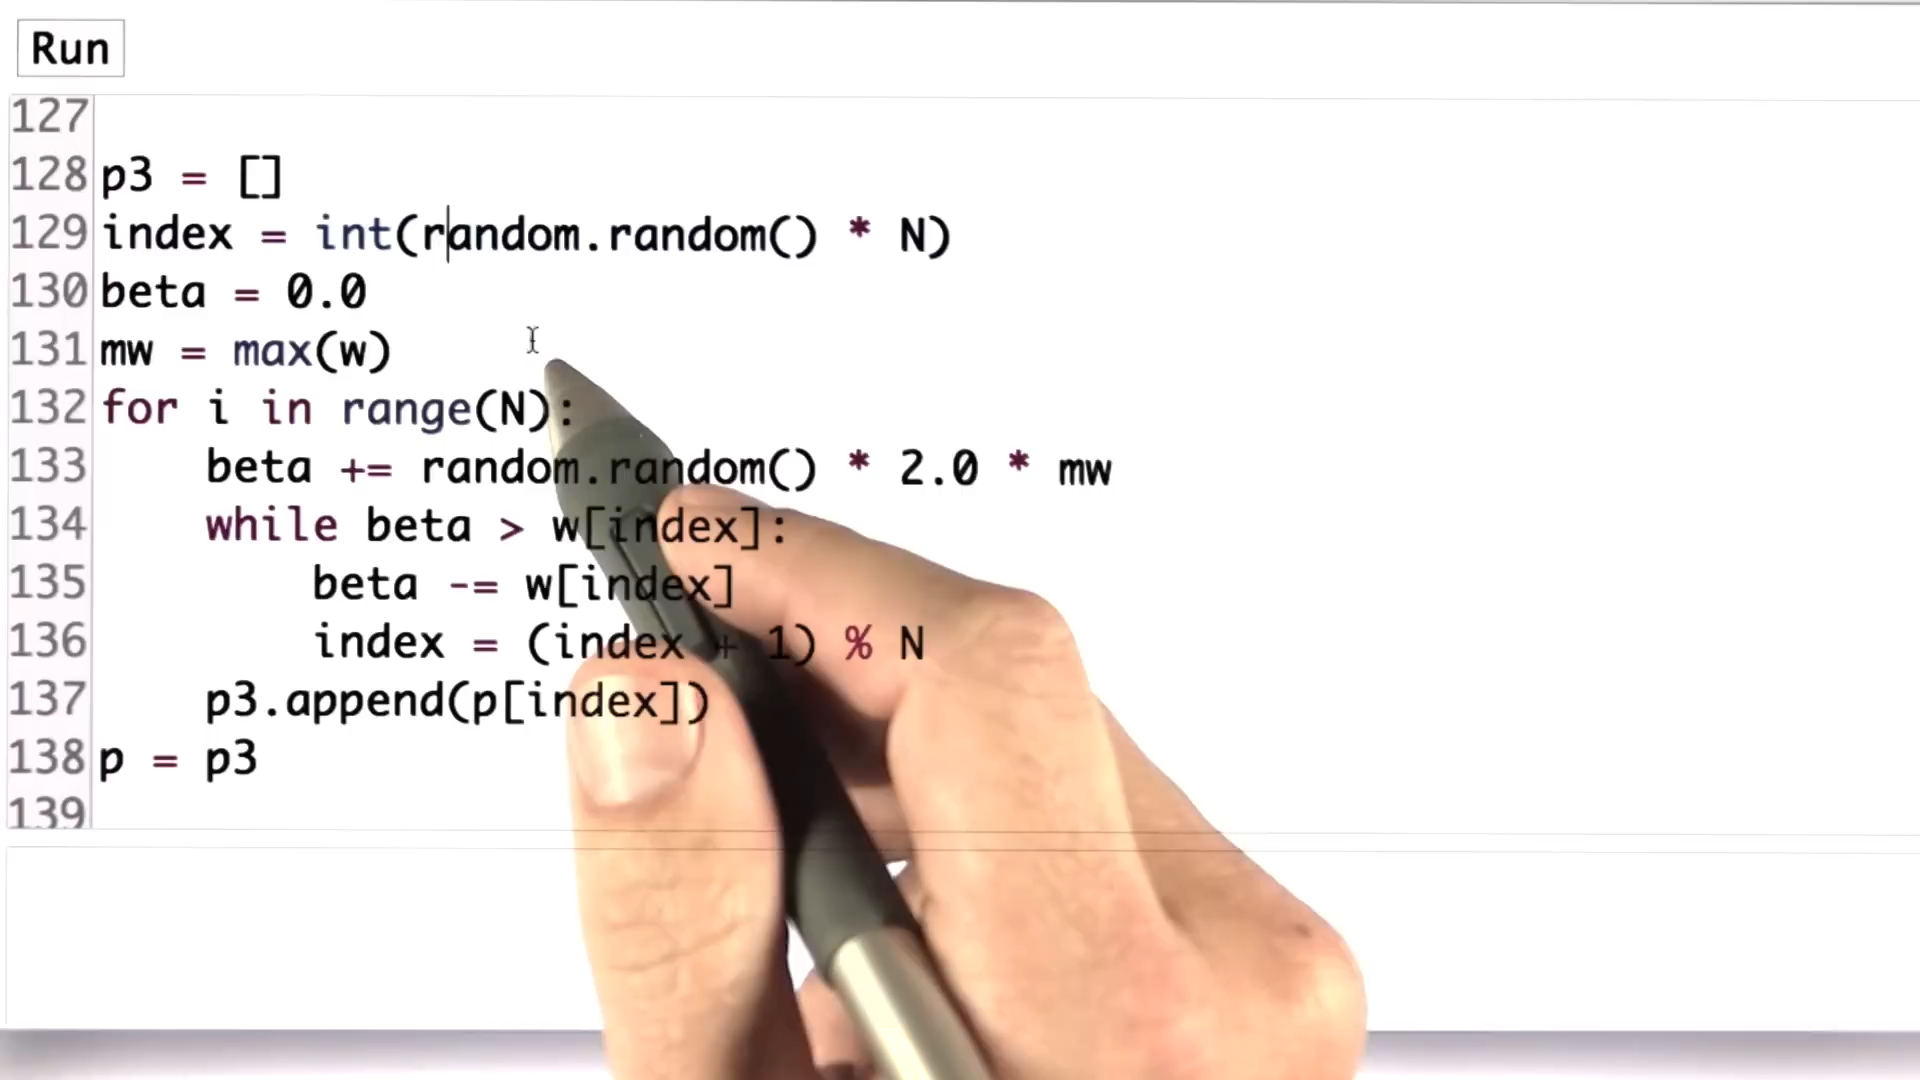 Run
127
128 p3 = []
129 index = int(random.random() * N)
130 beta = 0.0
131 mw = max(w)
132 for i in range(N):
133     beta += random.random() * 2.0 * mw
134     while beta > w[index]:
135         beta -= w[index]
136         index = (index + 1) % N
137     p3.append(p[index])
138 p = p3
139